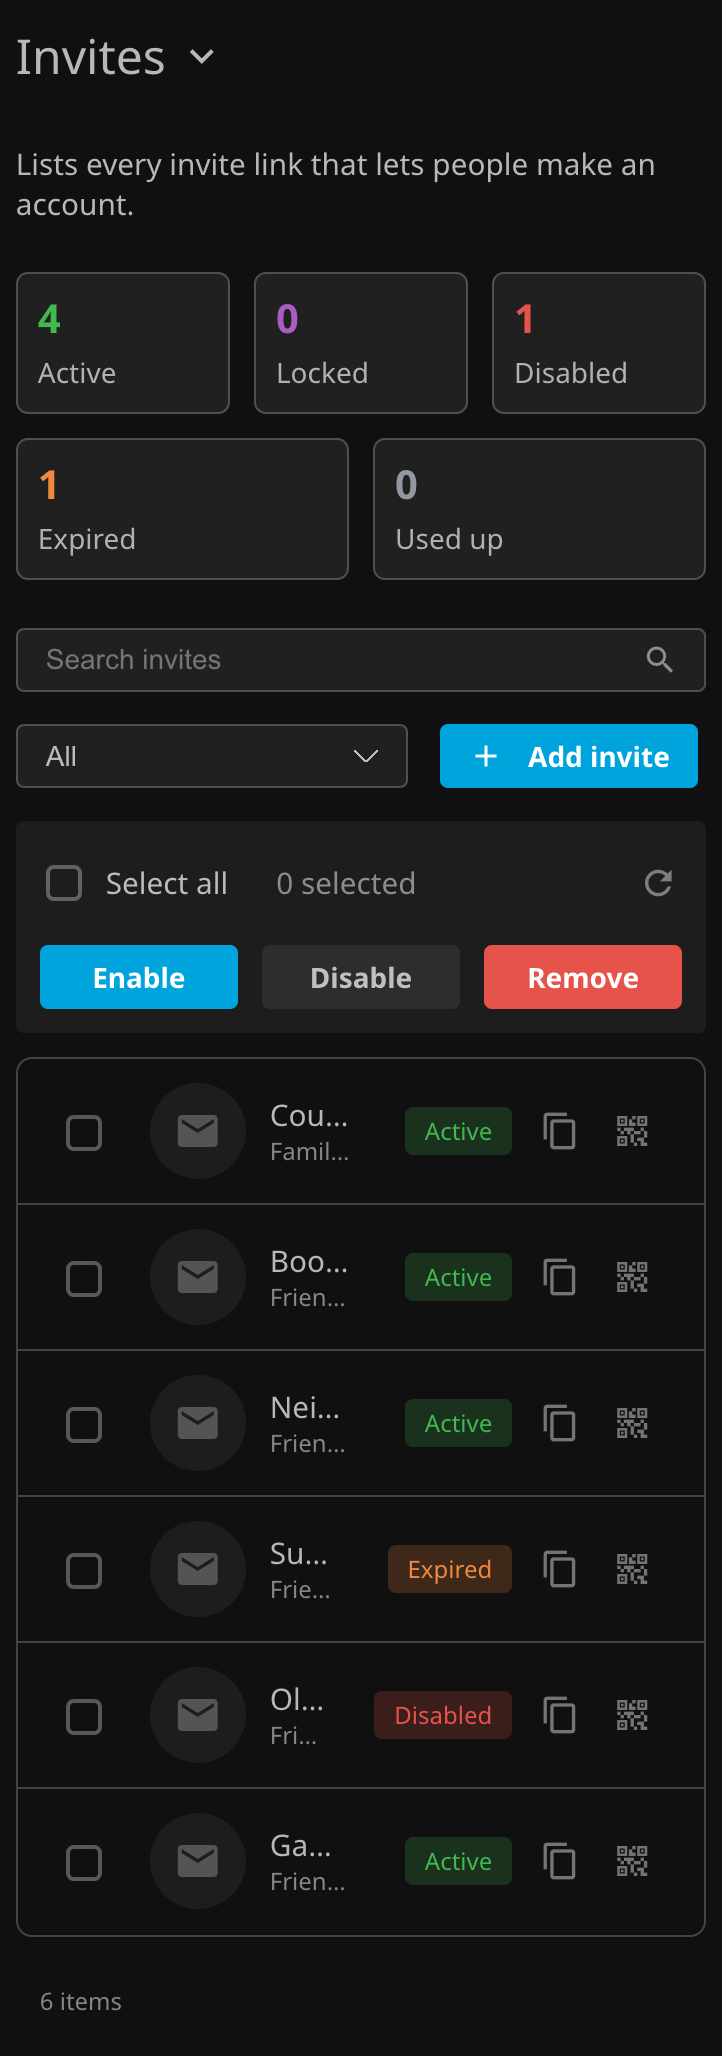 Invites
Lists every invite link that lets people make an
account.
4
Active
0
Locked
1
Disabled
1
Expired
0
Used up
Search invites
All
Add invite
Select all
0 selected
Enable
Disable
Remove
Cou...
Famil...
Active
Boo...
Frien...
Active
Nei...
Frien...
Active
Su...
Frie...
Expired
Ol...
Fri...
Disabled
Ga...
Frien...
Active
6 items